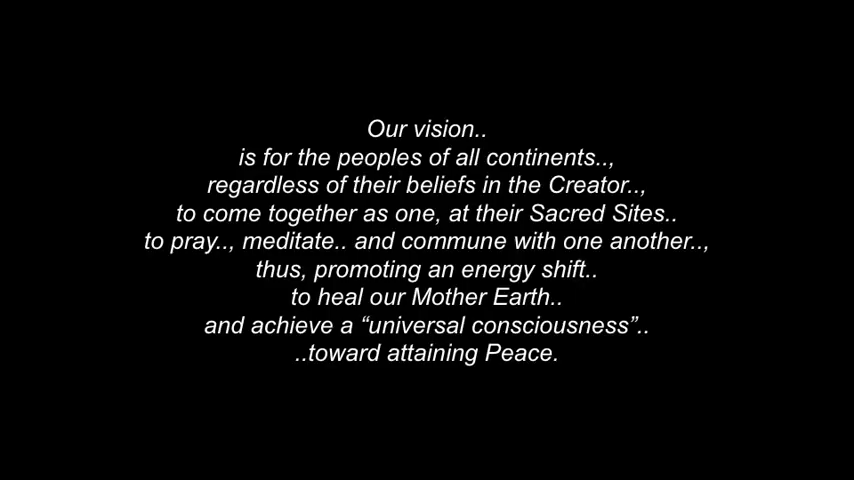 Our vision..
is for the peoples of all continents..,
regardless of their beliefs in the Creator..,
to come together as one, at their Sacred Sites..
to pray.., meditate.. and commune with one another..,
thus, promoting an energy shift..
to heal our Mother Earth..
and achieve a “universal consciousness”..
..toward attaining Peace.